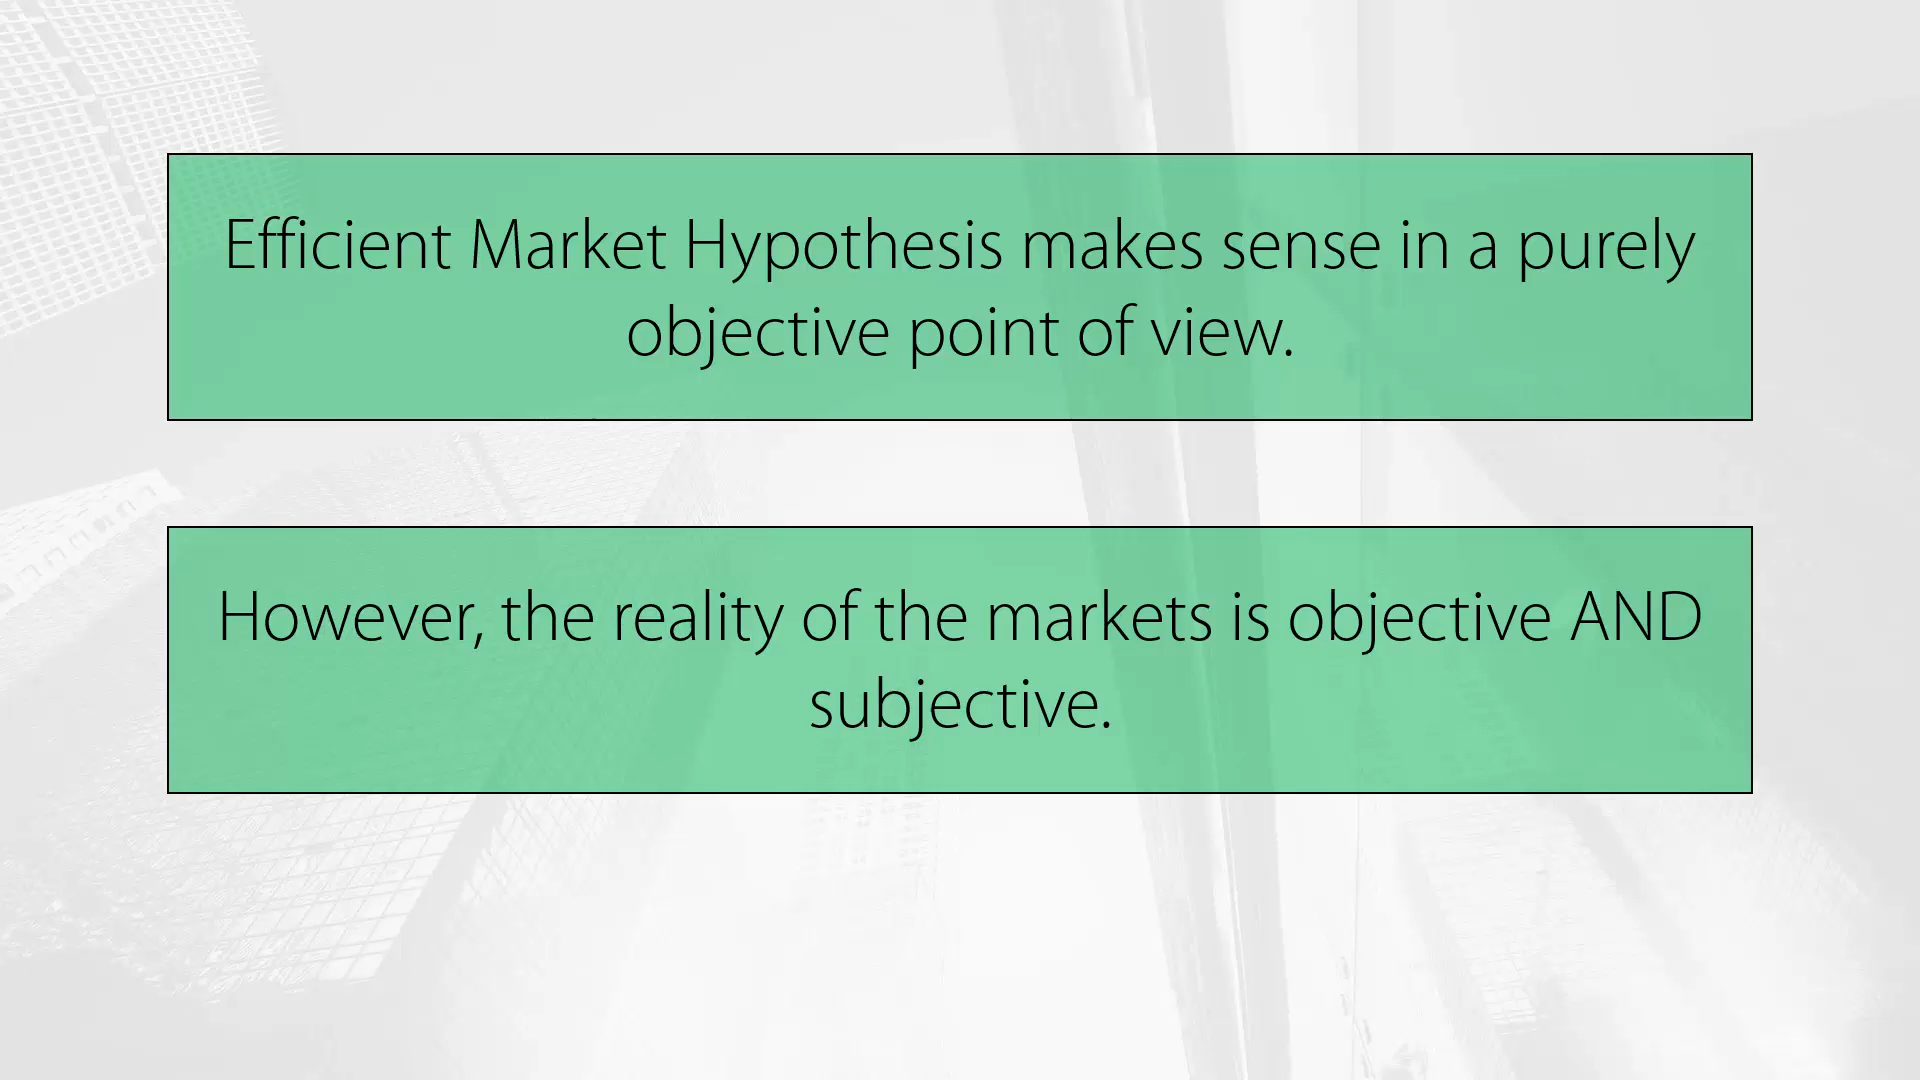 Efficient Market Hypothesis makes sense in a purely
objective point of view.
However, the reality of the markets is objective AND
subjective.